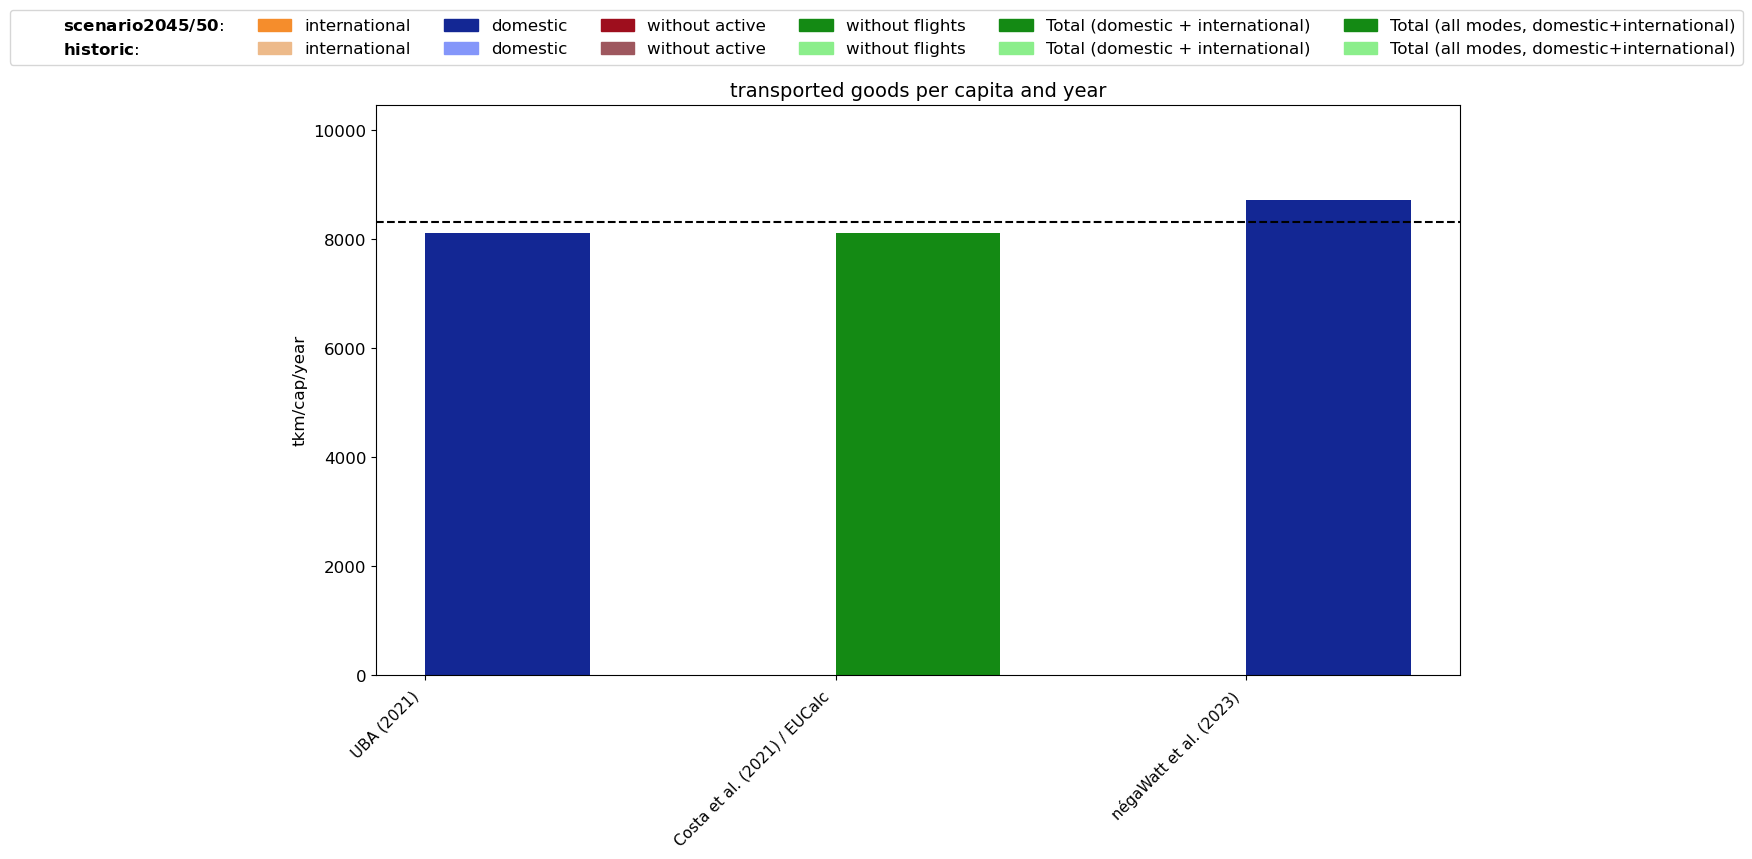 scenario2045/50: international domestic without active without flights Total (domestic + international) Total (all modes, domestic+international)
historic: international domestic without active without flights Total (domestic + international) Total (all modes, domestic+international)
transported goods per capita and year
10000
8000
6000
4000
2000
0
tkm/cap/year
UBA (2021)
Costa et al. (2021) / EUCalc
négaWatt et al. (2023)